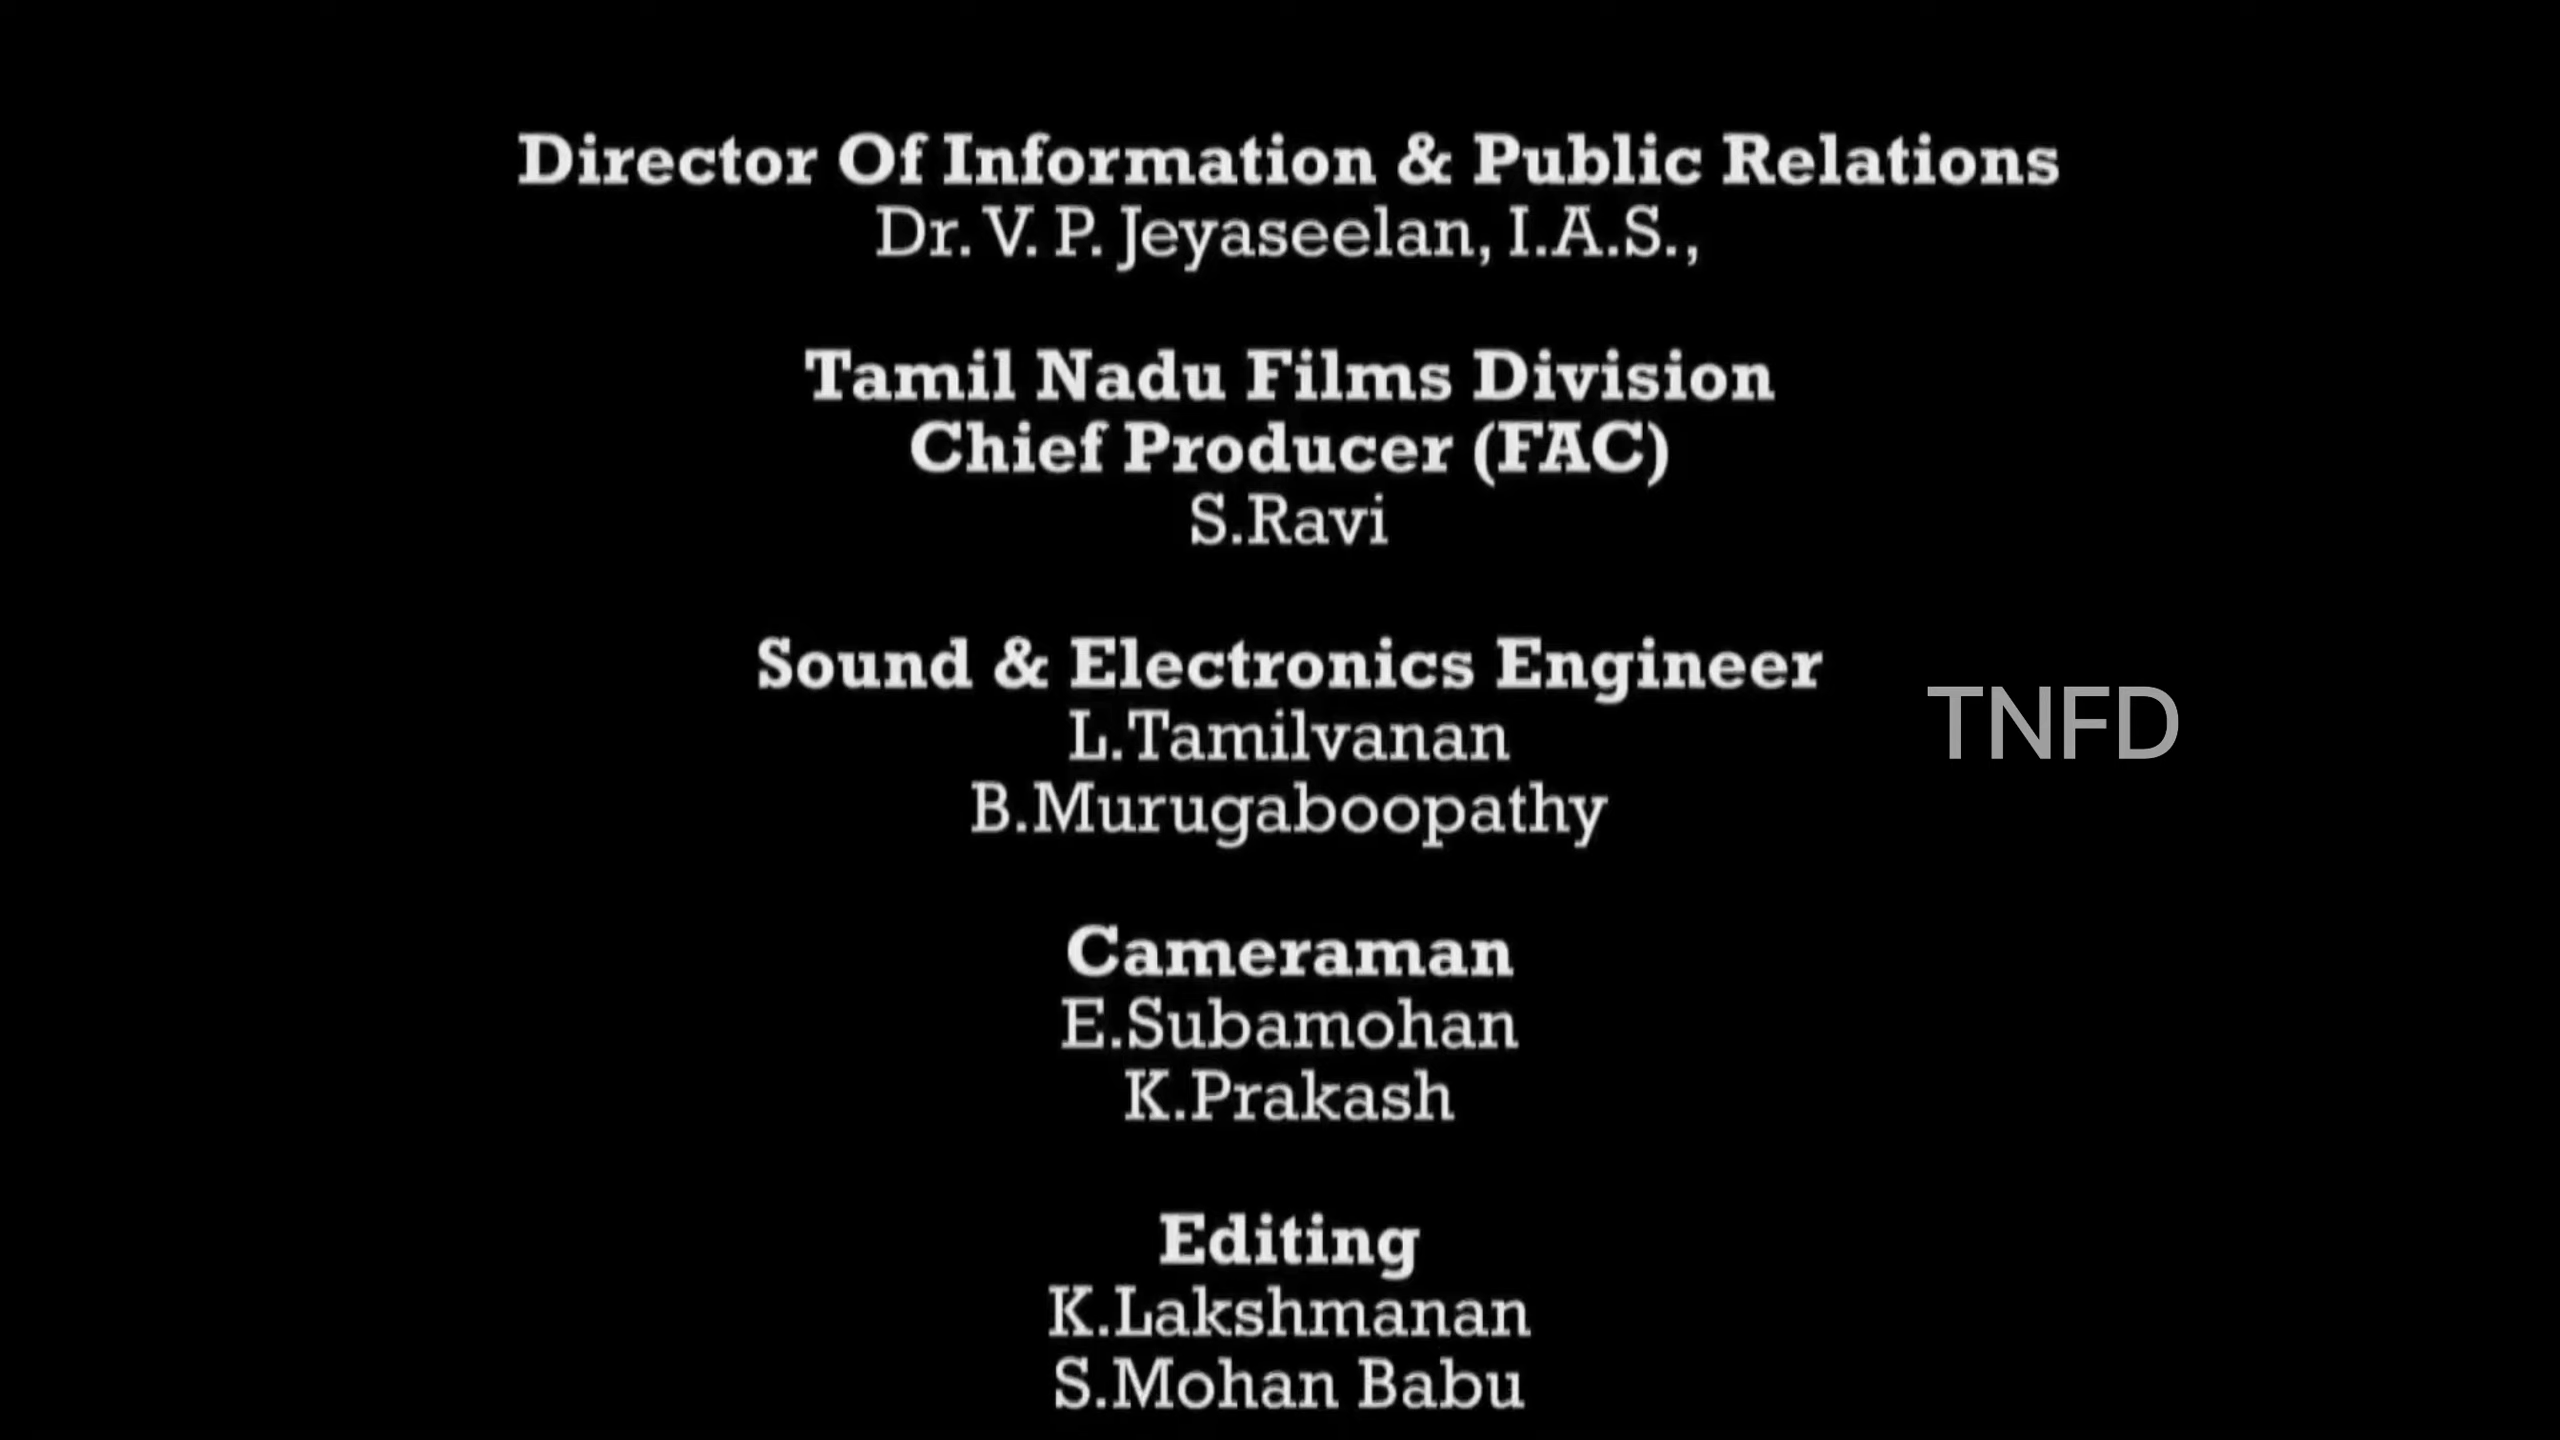 Director Of Information & Public Relations
Dr. V. P. Jeyaseelan, I.A.S.,
Tamil Nadu Films Division
Chief Producer (FAC)
S.Ravi
Sound & Electronics Engineer
L.Tamilvanan
B.Murugaboopathy
TNFD
Cameraman
E.Subamohan
K.Prakash
Editing
K.Lakshmanan
S.Mohan Babu